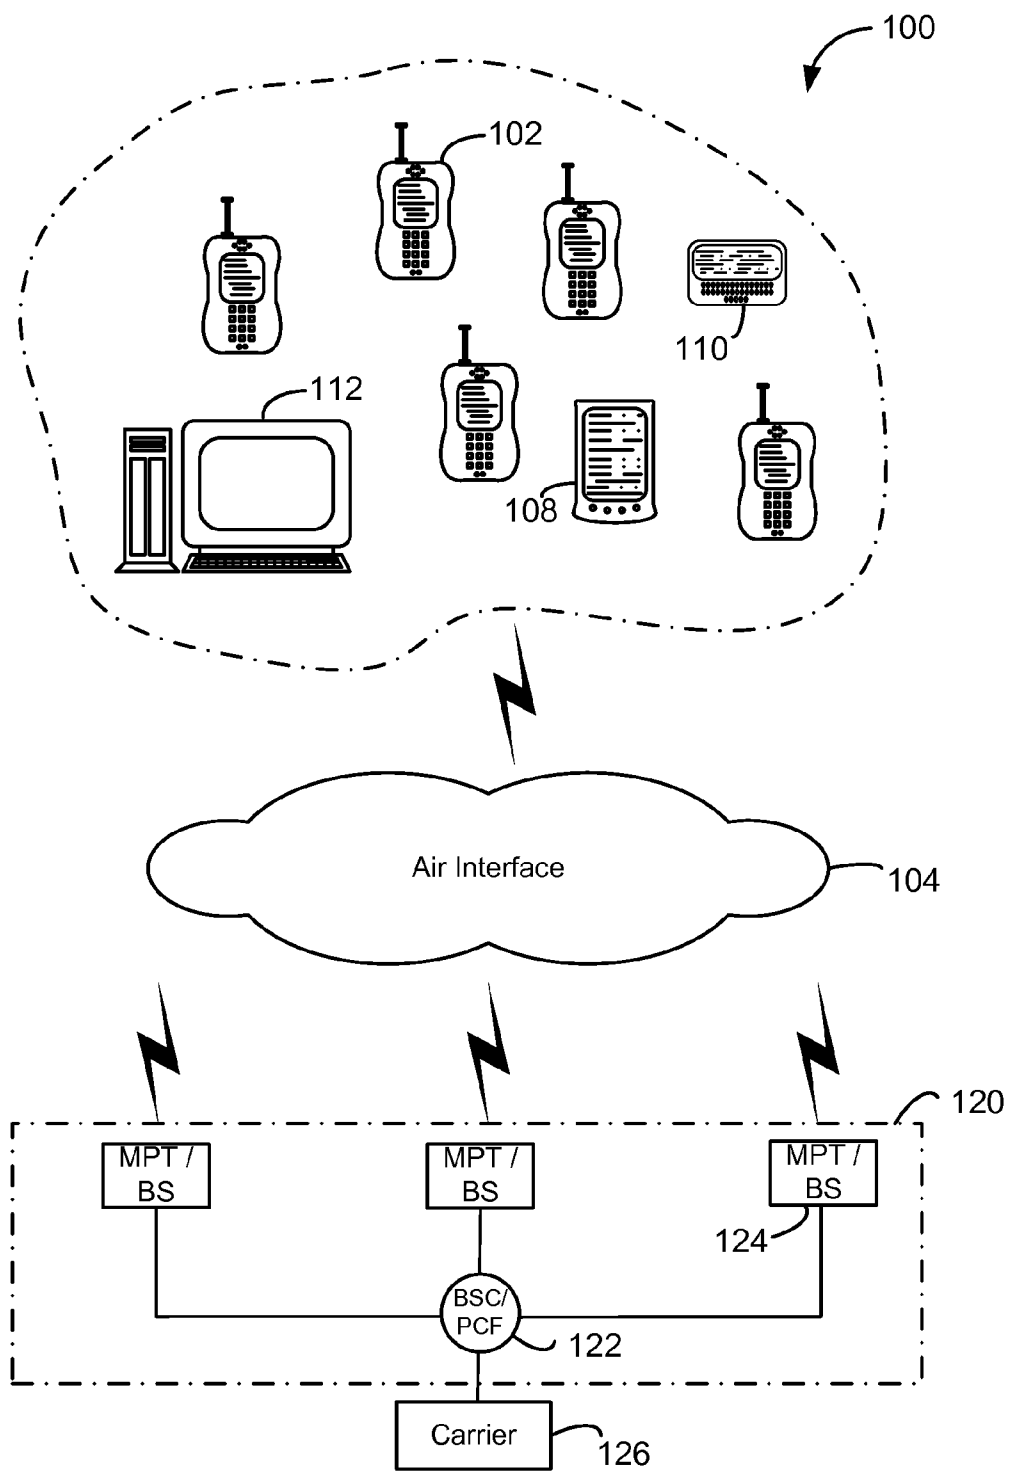 100
102
110
112
108
Air Interface
104
120
MPT /
BS
MPT /
BS
MPT /
BS
124
BSC/
PCF
122
Carrier
126